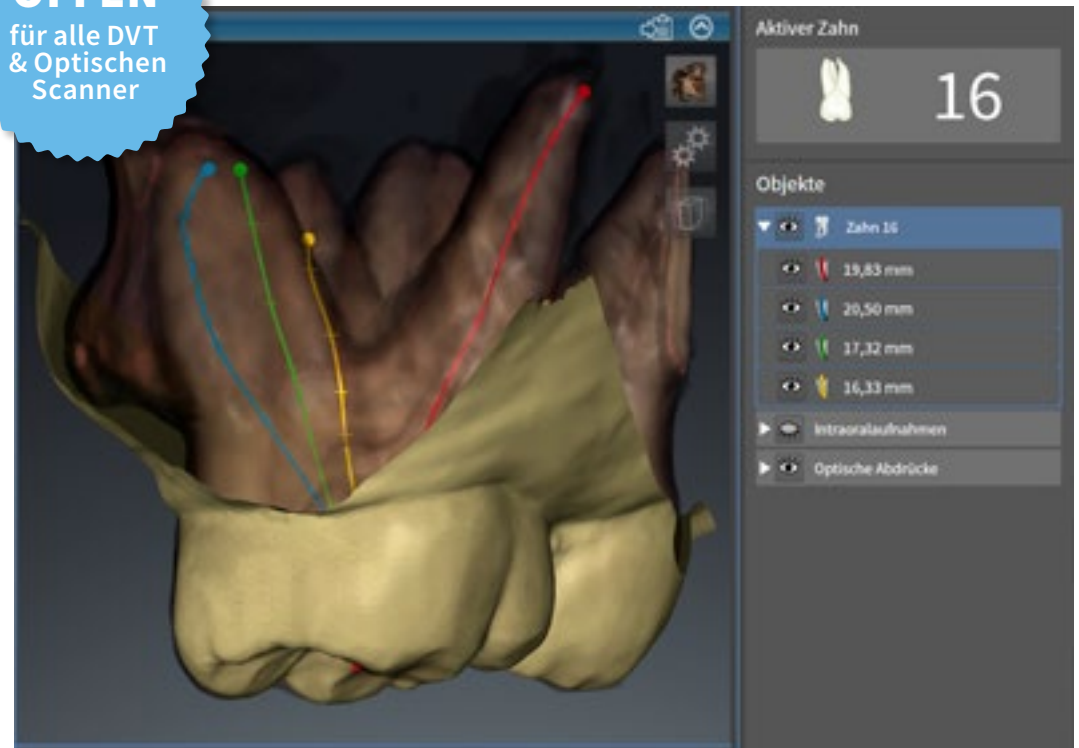 OFFEN
für alle DVT
& Optischen
Scanner
Aktiver Zahn
16
Objekte
Zahn 16
19,83 mm
20,50 mm
17,32 mm
16,33 mm
Intraoralaufnahmen
Optische Abdrücke